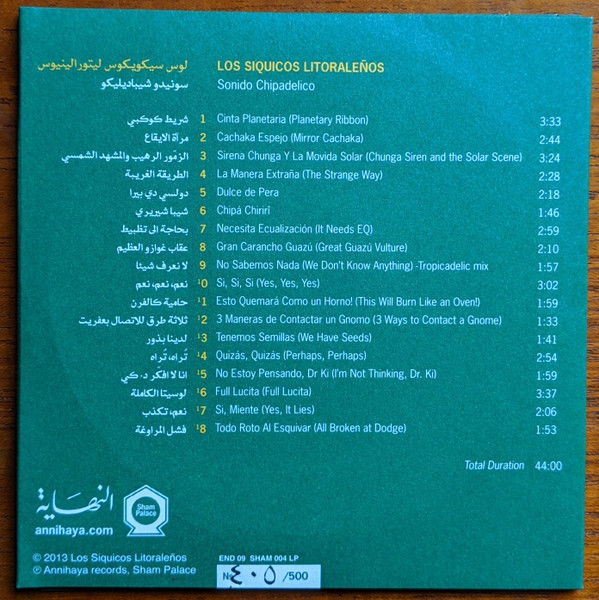 لوس سيكويكوس ليتورالينيوس LOS SIQUICOS LITORALEÑOS
سونيدو شيباديليكو Sonido Chipadelico
شريط كوكبي 1 Cinta Planetaria (Planetary Ribbon) 3:33
مرآة الايقاع 2 Cachaka Espejo (Mirror Cachaka) 2:44
الزمور الرهيب والمشهد الشمسي 3 Sirena Chunga Y La Movida Solar (Chunga Siren and the Solar Scene) 3:24
الطريقة الغريبة 4 La Manera Extraña (The Strange Way) 2:28
دولسي دي بيرا 5 Dulce de Pera 2:18
شيبا شيريري 6 Chipá Chirirĩ 1:46
بحاجة الى تظبيط 7 Necesita Ecualización (It Needs EQ) 2:59
عقاب غوازو العظيم 8 Gran Carancho Guazú (Great Guazú Vulture) 2:10
لا نعرف شيئا 9 No Sabemos Nada (We Don't Know Anything) -Tropicadelic mix 1:57
نعم، نعم، نعم 10 Si, Si, Si (Yes, Yes, Yes) 3:02
حامية كالفرن 11 Esto Quemará Como un Horno! (This Will Burn Like an Oven!) 1:59
ثلاثة طرق للاتصال بعفريت 12 3 Maneras de Contactar un Gnomo (3 Ways to Contact a Gnome) 1:33
لدينا بذور 13 Tenemos Semillas (We Have Seeds) 1:41
تُراه، تُراه 14 Quizás, Quizás (Perhaps, Perhaps) 2:54
انا لا افكر د. كي 15 No Estoy Pensando, Dr Ki (I'm Not Thinking, Dr. Ki) 1:59
لوسيتا الكاملة 16 Full Lucita (Full Lucita) 3:37
نعم، تكذب 17 Si, Miente (Yes, It Lies) 2:06
فشل المراوغة 18 Todo Roto Al Esquivar (All Broken at Dodge) 1:53
Total Duration 44:00
النهاية
Sham
Palace
annihaya.com
© 2013 Los Siquicos Litoraleños
℗ Annihaya records, Sham Palace
END 09 SHAM 004 LP
N ٤٠٥ /500